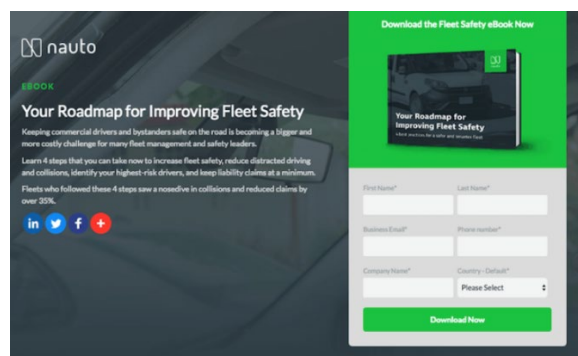 nauto
EBOOK
Your Roadmap for Improving Fleet Safety
Keeping commercial drivers and bystanders safe on the road is becoming a bigger and
more costly challenge for many fleet management and safety leaders.
Learn 4 steps that you can take now to increase fleet safety, reduce distracted driving
and collisions, identify your highest-risk drivers, and keep liability claims at a minimum.
Fleets who followed these 4 steps saw a nosedive in collisions and reduced claims by
over 35%.
in
f
+
Download the Fleet Safety eBook Now
Your Roadmap for
Improving Fleet Safety
First Name*
Last Name*
Business Email*
Phone number*
Company Name*
Country - Default*
Please Select
Download Now